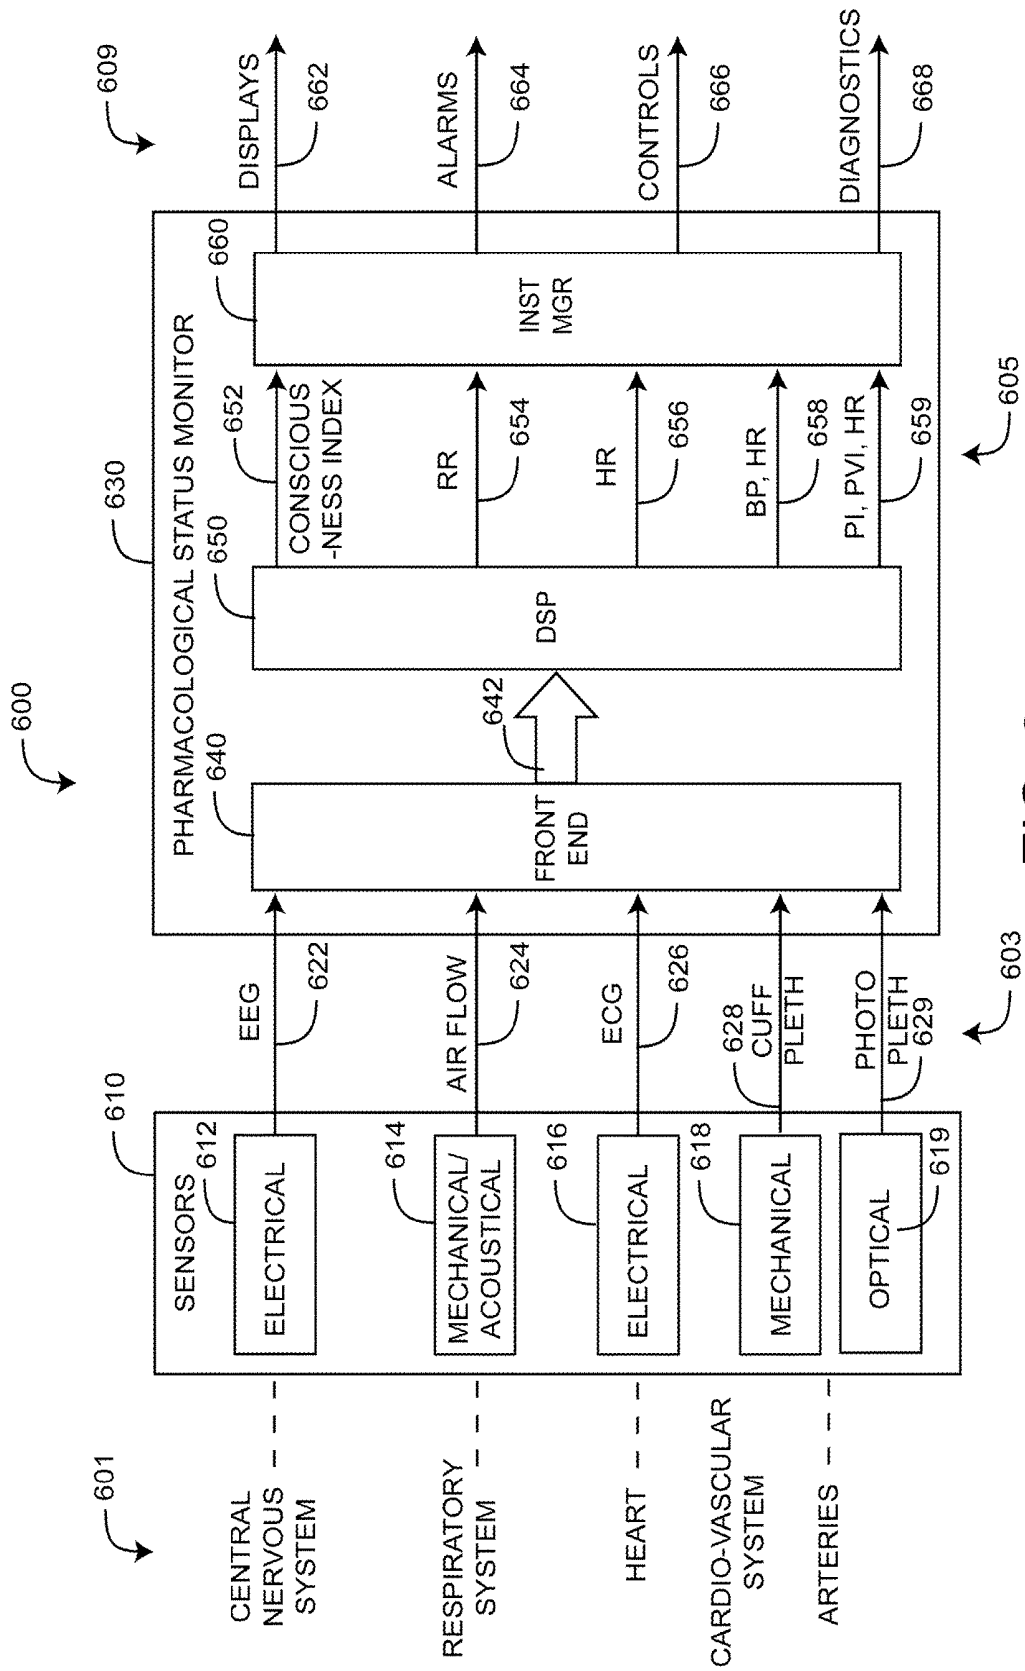 600
601
603
605
609
CENTRAL
NERVOUS
SYSTEM
RESPIRATORY
SYSTEM
HEART
CARDIO-VASCULAR
SYSTEM
ARTERIES
610
SENSORS
612
ELECTRICAL
614
MECHANICAL/
ACOUSTICAL
616
ELECTRICAL
618
MECHANICAL
OPTICAL
619
EEG
622
AIR FLOW
624
ECG
626
628
CUFF
PLETH
PHOTO
PLETH
629
630
PHARMACOLOGICAL STATUS MONITOR
640
FRONT
END
642
650
DSP
652
CONSCIOUS
-NESS INDEX
RR
654
HR
656
BP, HR
658
PI, PVI, HR
659
660
INST
MGR
DISPLAYS
662
ALARMS
664
CONTROLS
666
DIAGNOSTICS
668